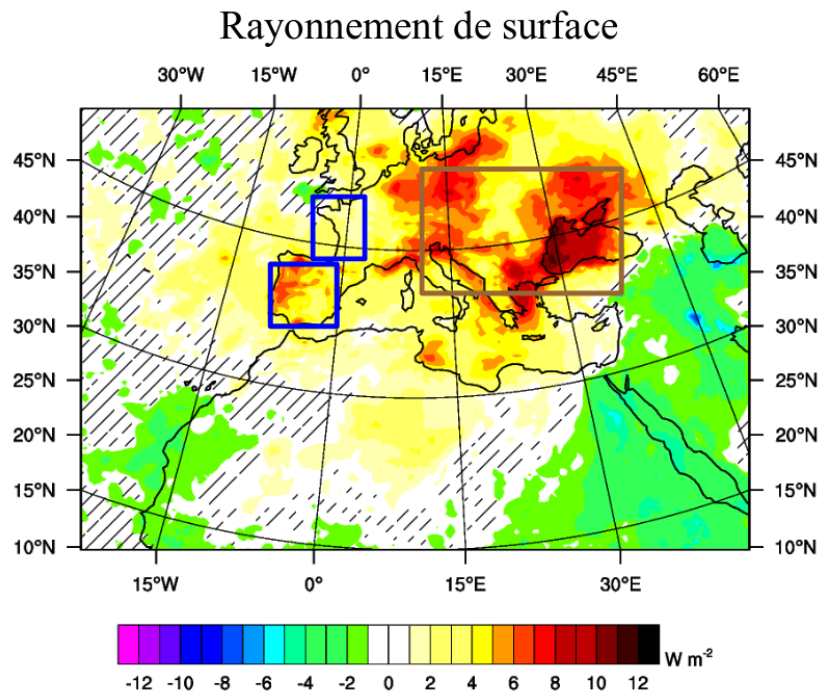 Rayonnement de surface
30°W 15°W 0° 15°E 30°E 45°E 60°E
45°N 45°N
40°N 40°N
35°N 35°N
30°N 30°N
25°N 25°N
20°N 20°N
15°N 15°N
10°N 10°N
15°W 0° 15°E 30°E
-12 -10 -8 -6 -4 -2 0 2 4 6 8 10 12 W m-2